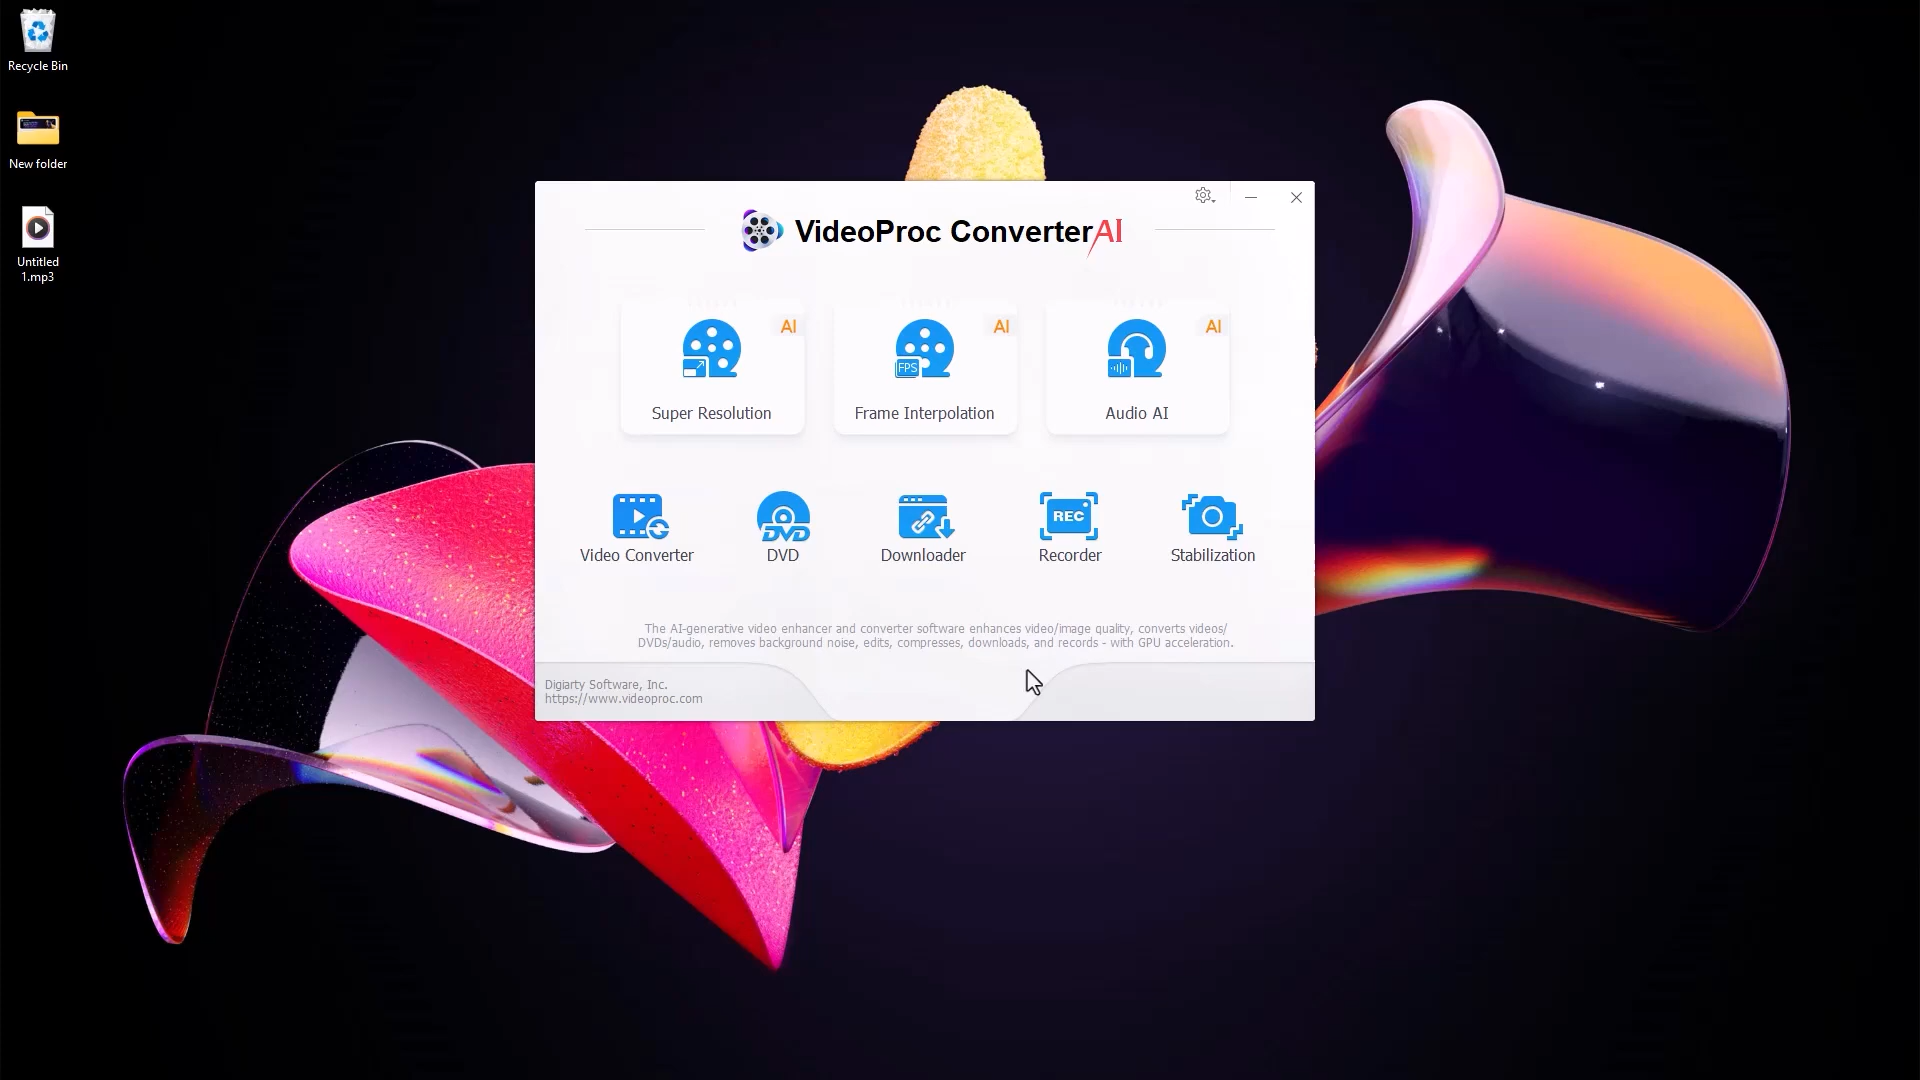 Recycle Bin
New folder
Untitled
1.mp3
VideoProc ConverterAI
AI
AI
AI
FPS
Super Resolution
Frame Interpolation
Audio AI
DVD
REC
Video Converter
DVD
Downloader
Recorder
Stabilization
The AI-generative video enhancer and converter software enhances video/image quality, converts videos/
DVDs/audio, removes background noise, edits, compresses, downloads, and records - with GPU acceleration.
Digiarty Software, Inc.
https://www.videoproc.com